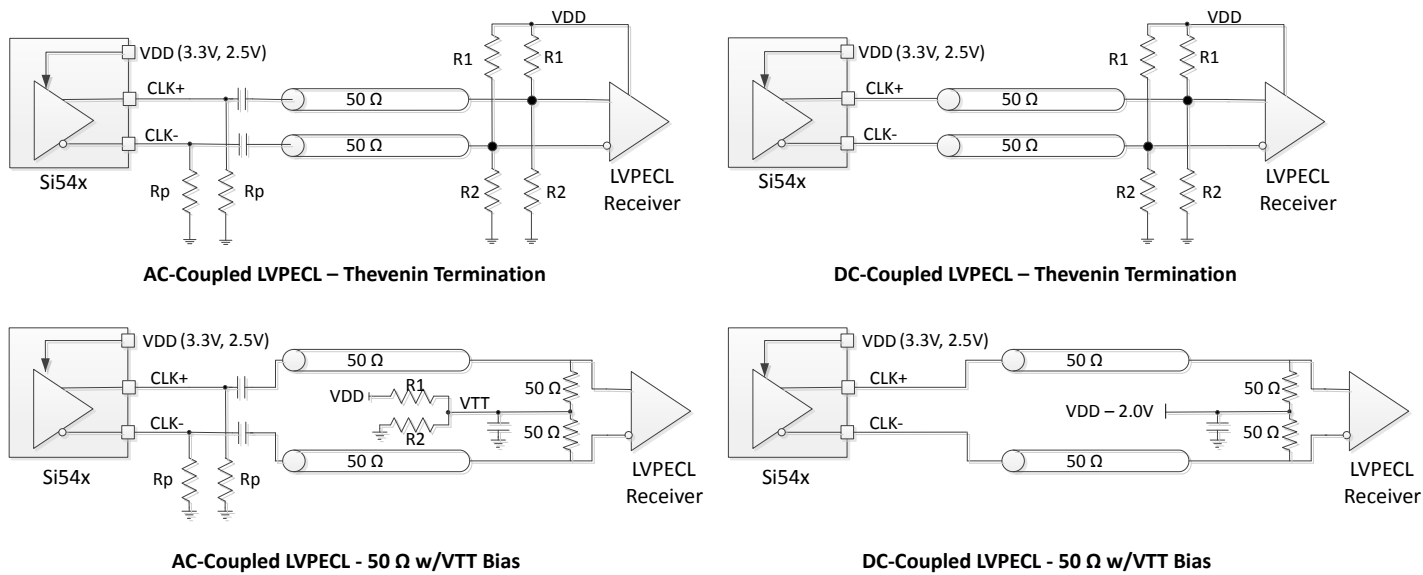 VDD
VDD (3.3V, 2.5V)
R1
R1
CLK+
50 Ω
CLK-
50 Ω
Si54x
Rp
Rp
R2
R2
LVPECL
Receiver
AC-Coupled LVPECL – Thevenin Termination
VDD
VDD (3.3V, 2.5V)
R1
R1
CLK+
50 Ω
CLK-
50 Ω
Si54x
R2
R2
LVPECL
Receiver
DC-Coupled LVPECL – Thevenin Termination
VDD (3.3V, 2.5V)
50 Ω
CLK+
R1
VDD
VTT
50 Ω
CLK-
R2
50 Ω
50 Ω
Si54x
Rp
Rp
LVPECL
Receiver
AC-Coupled LVPECL - 50 Ω w/VTT Bias
VDD (3.3V, 2.5V)
50 Ω
CLK+
50 Ω
VDD – 2.0V
CLK-
50 Ω
50 Ω
Si54x
LVPECL
Receiver
DC-Coupled LVPECL - 50 Ω w/VTT Bias